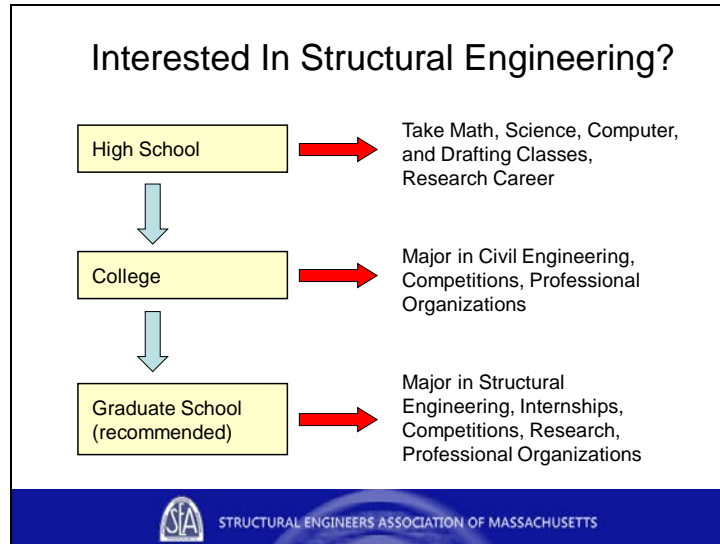 Interested In Structural Engineering?
High School
Take Math, Science, Computer,
and Drafting Classes,
Research Career
College
Major in Civil Engineering,
Competitions, Professional
Organizations
Graduate School
(recommended)
Major in Structural
Engineering, Internships,
Competitions, Research,
Professional Organizations
SEA
STRUCTURAL ENGINEERS ASSOCIATION OF MASSACHUSETTS